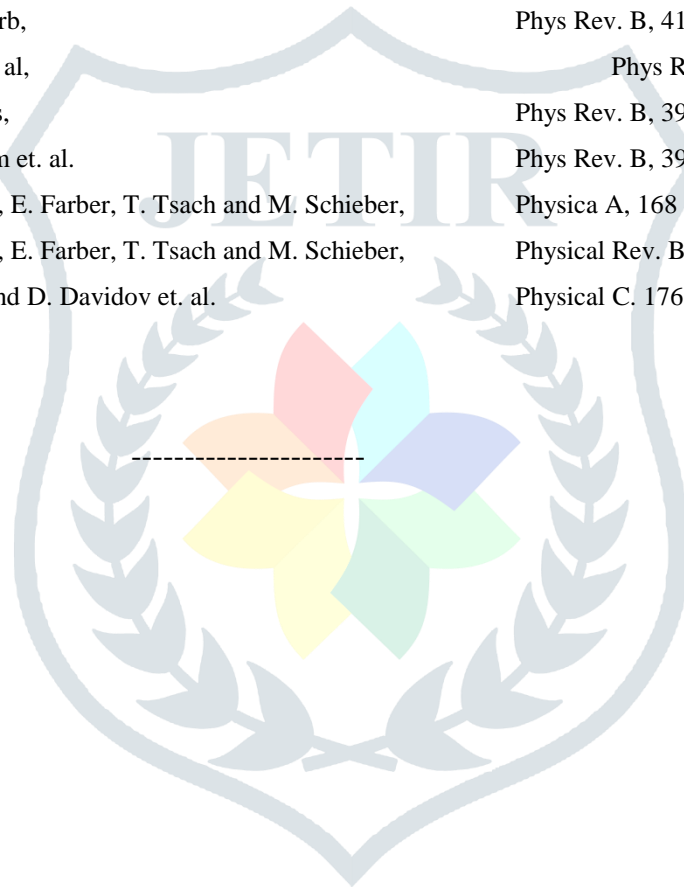 rb, Phys Rev. B, 41
al, Phys R
s, Phys Rev. B, 39
m et. al. Phys Rev. B, 39
JETIR
, E. Farber, T. Tsach and M. Schieber, Physica A, 168
, E. Farber, T. Tsach and M. Schieber, Physical Rev. B
nd D. Davidov et. al. Physical C. 176
----------------------